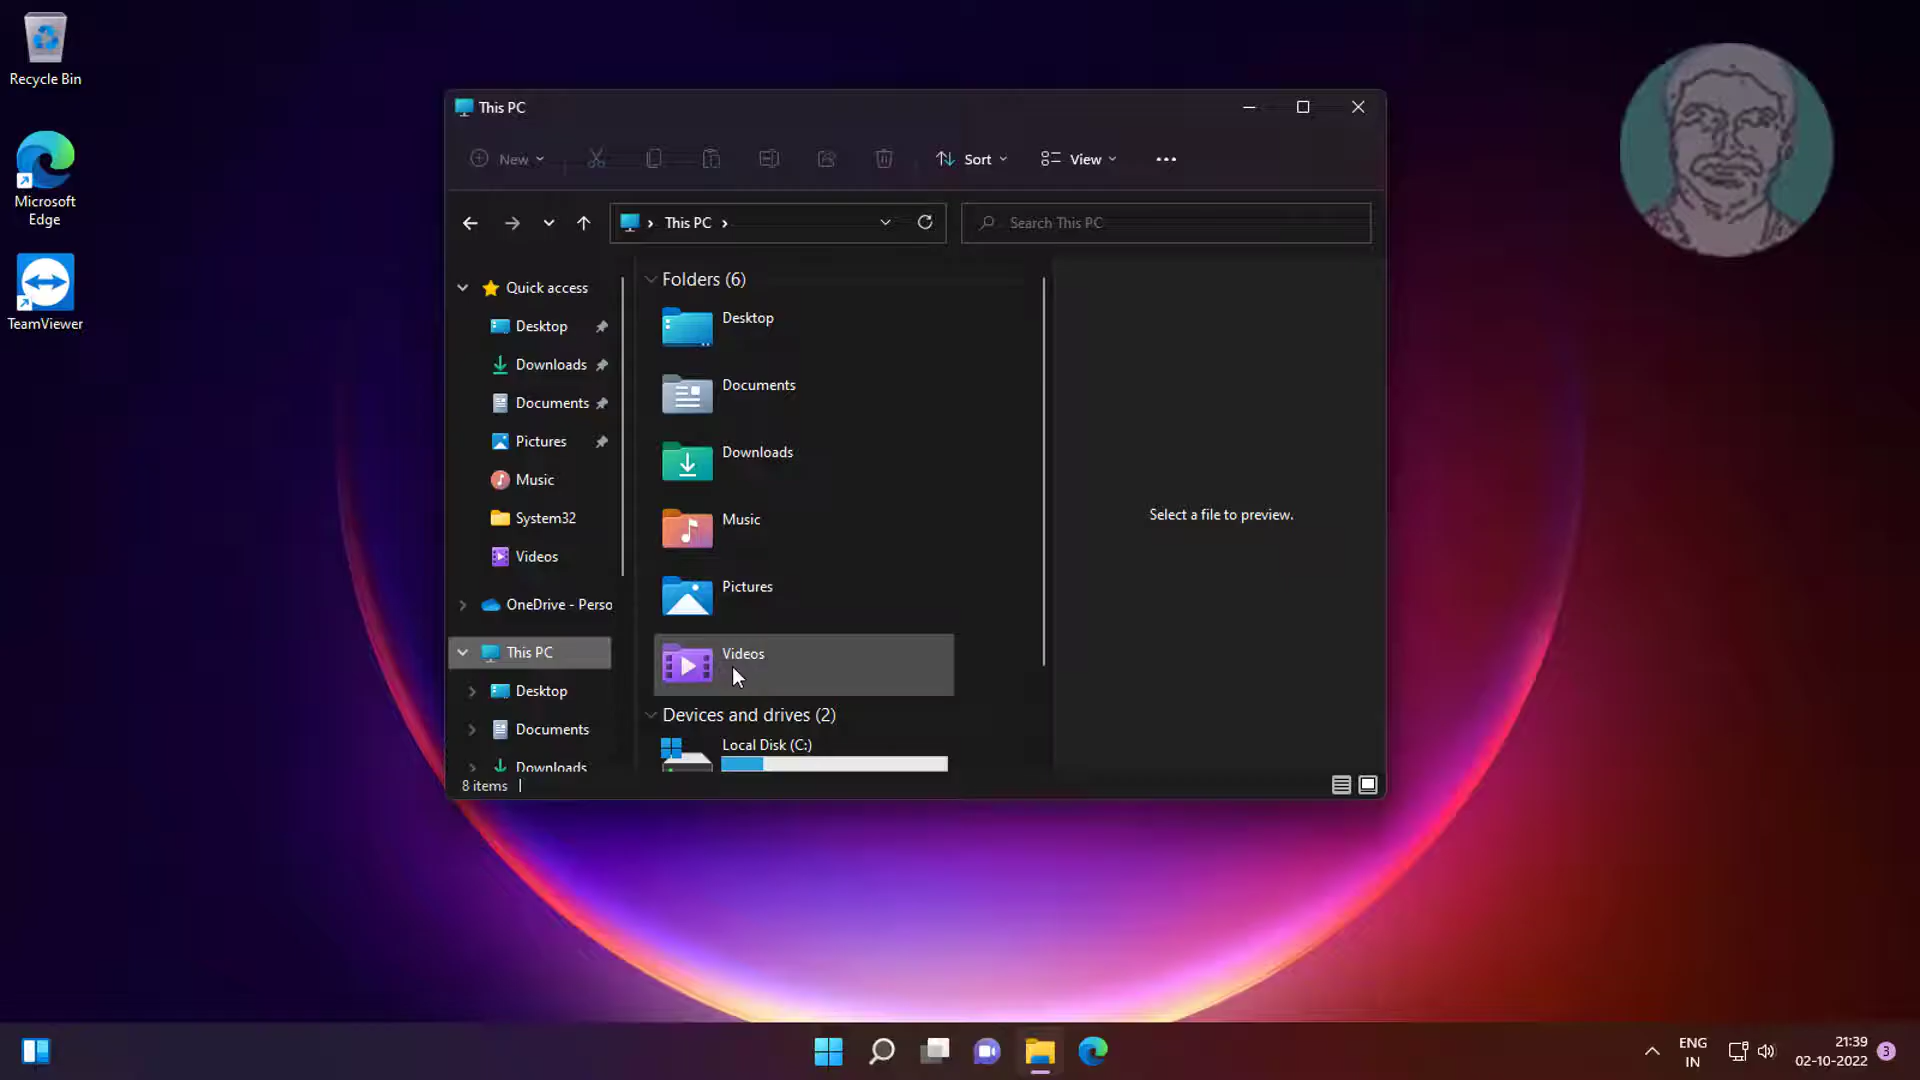 Recycle Bin
Microsoft
Edge
TeamViewer
This PC
New
Sort
View
This PC
Search This PC
Quick access
Desktop
Downloads
Documents
Pictures
Music
System32
Videos
OneDrive - Perso
This PC
Desktop
Documents
Downloads
Folders (6)
Desktop
Documents
Downloads
Music
Pictures
Videos
Devices and drives (2)
Local Disk (C:)
Select a file to preview.
8 items
ENG
IN
21:39
02-10-2022
3